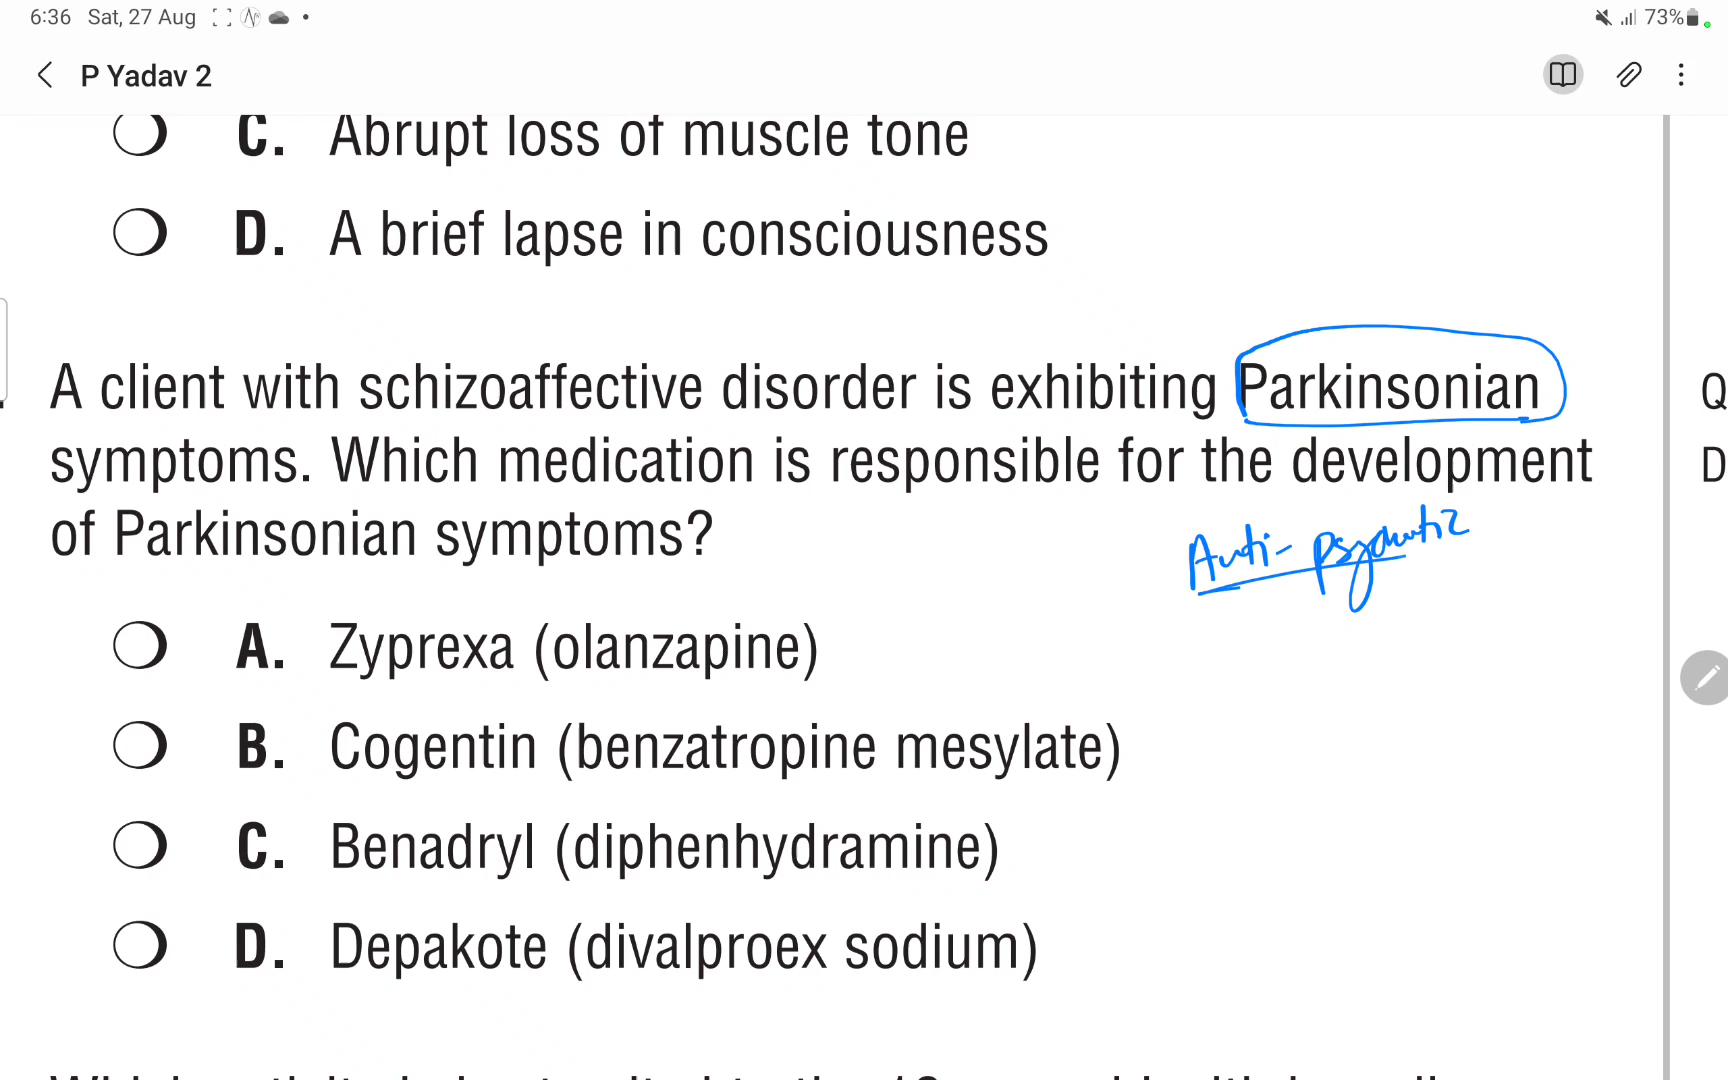 6:36 Sat, 27 Aug
73%
P Yadav 2
C. Abrupt loss of muscle tone
D. A brief lapse in consciousness
A client with schizoaffective disorder is exhibiting Parkinsonian
symptoms. Which medication is responsible for the development
of Parkinsonian symptoms?
Anti-psychotic
A. Zyprexa (olanzapine)
B. Cogentin (benzatropine mesylate)
C. Benadryl (diphenhydramine)
D. Depakote (divalproex sodium)
Q
D